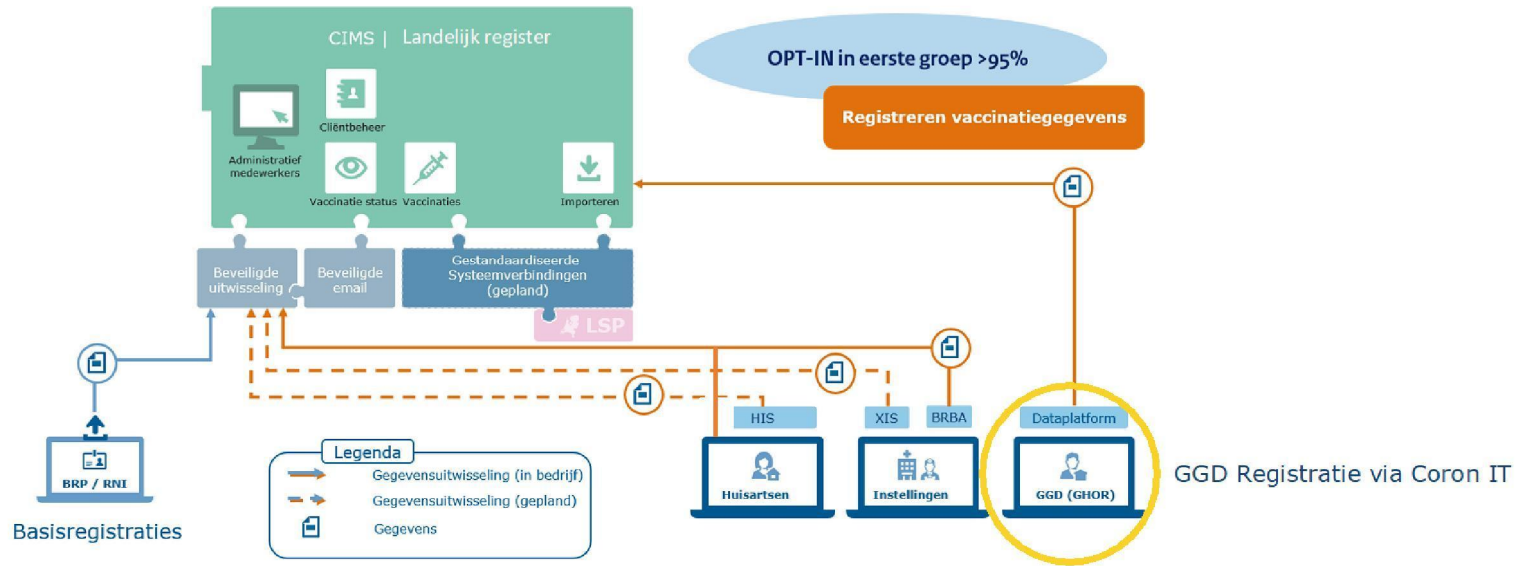 CIMS | Landelijk register
OPT-IN in eerste groep >95%
Registreren vaccinatiegegevens
Cliëntbeheer
Administratief
medewerkers
Vaccinatie status
Vaccinaties
Importeren
Beveiligde
uitwisseling
Beveiligde
email
Gestandaardiseerde
Systeemverbindingen
(gepland)
LSP
HIS
XIS
BRBA
Dataplatform
BRP / RNI
Basisregistraties
Legenda
Gegevensuitwisseling (in bedrijf)
Gegevensuitwisseling (gepland)
Gegevens
Huisartsen
Instellingen
GGD (GHOR)
GGD Registratie via Coron IT